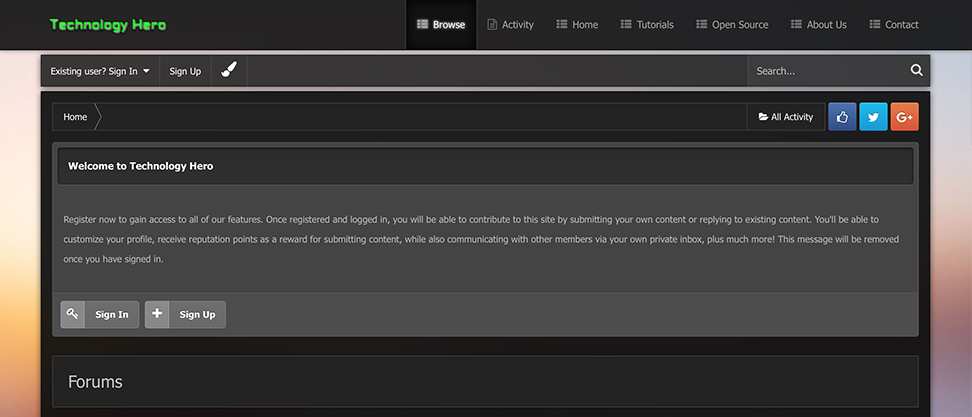 Technology Hero
Browse
Activity
Home
Tutorials
Open Source
About Us
Contact
Existing user? Sign In
Sign Up
Search...
Home
All Activity
G+
Welcome to Technology Hero
Register now to gain access to all of our features. Once registered and logged in, you will be able to contribute to this site by submitting your own content or replying to existing content. You'll be able to
customize your profile, receive reputation points as a reward for submitting content, while also communicating with other members via your own private inbox, plus much more! This message will be removed
once you have signed in.
Sign In
Sign Up
Forums